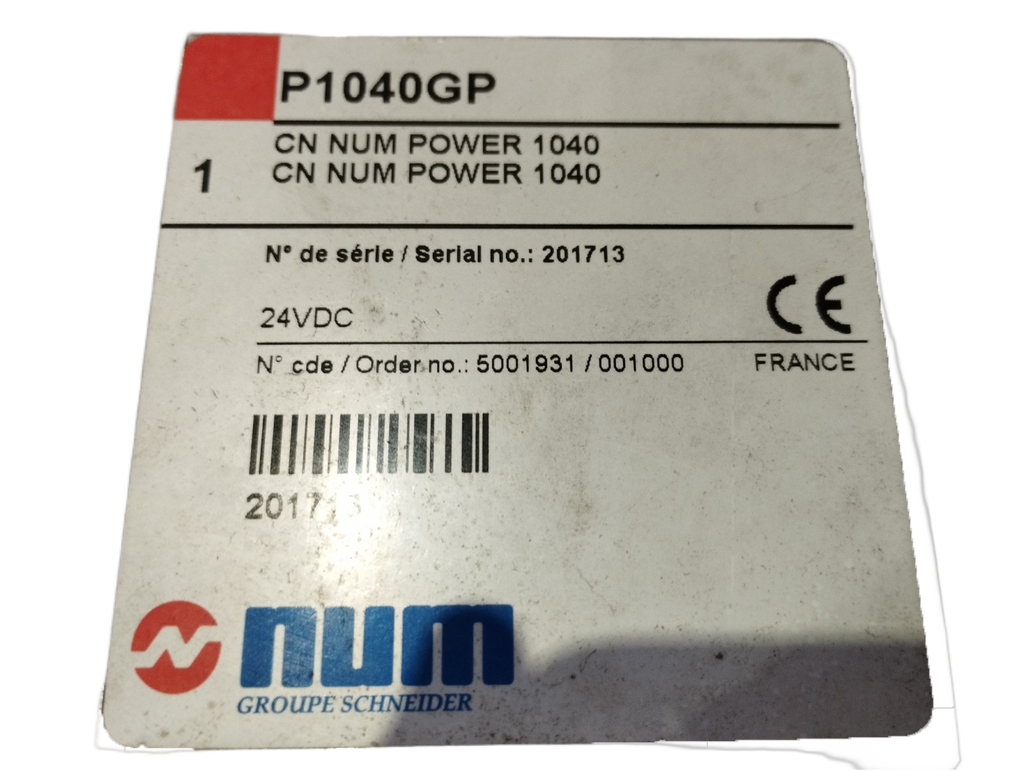 P1040GP
CN NUM POWER 1040
1
CN NUM POWER 1040
N° de série / Serial no.: 201713
24VDC
CE
N° cde / Order no.: 5001931 / 001000
FRANCE
201713
num
GROUPE SCHNEIDER